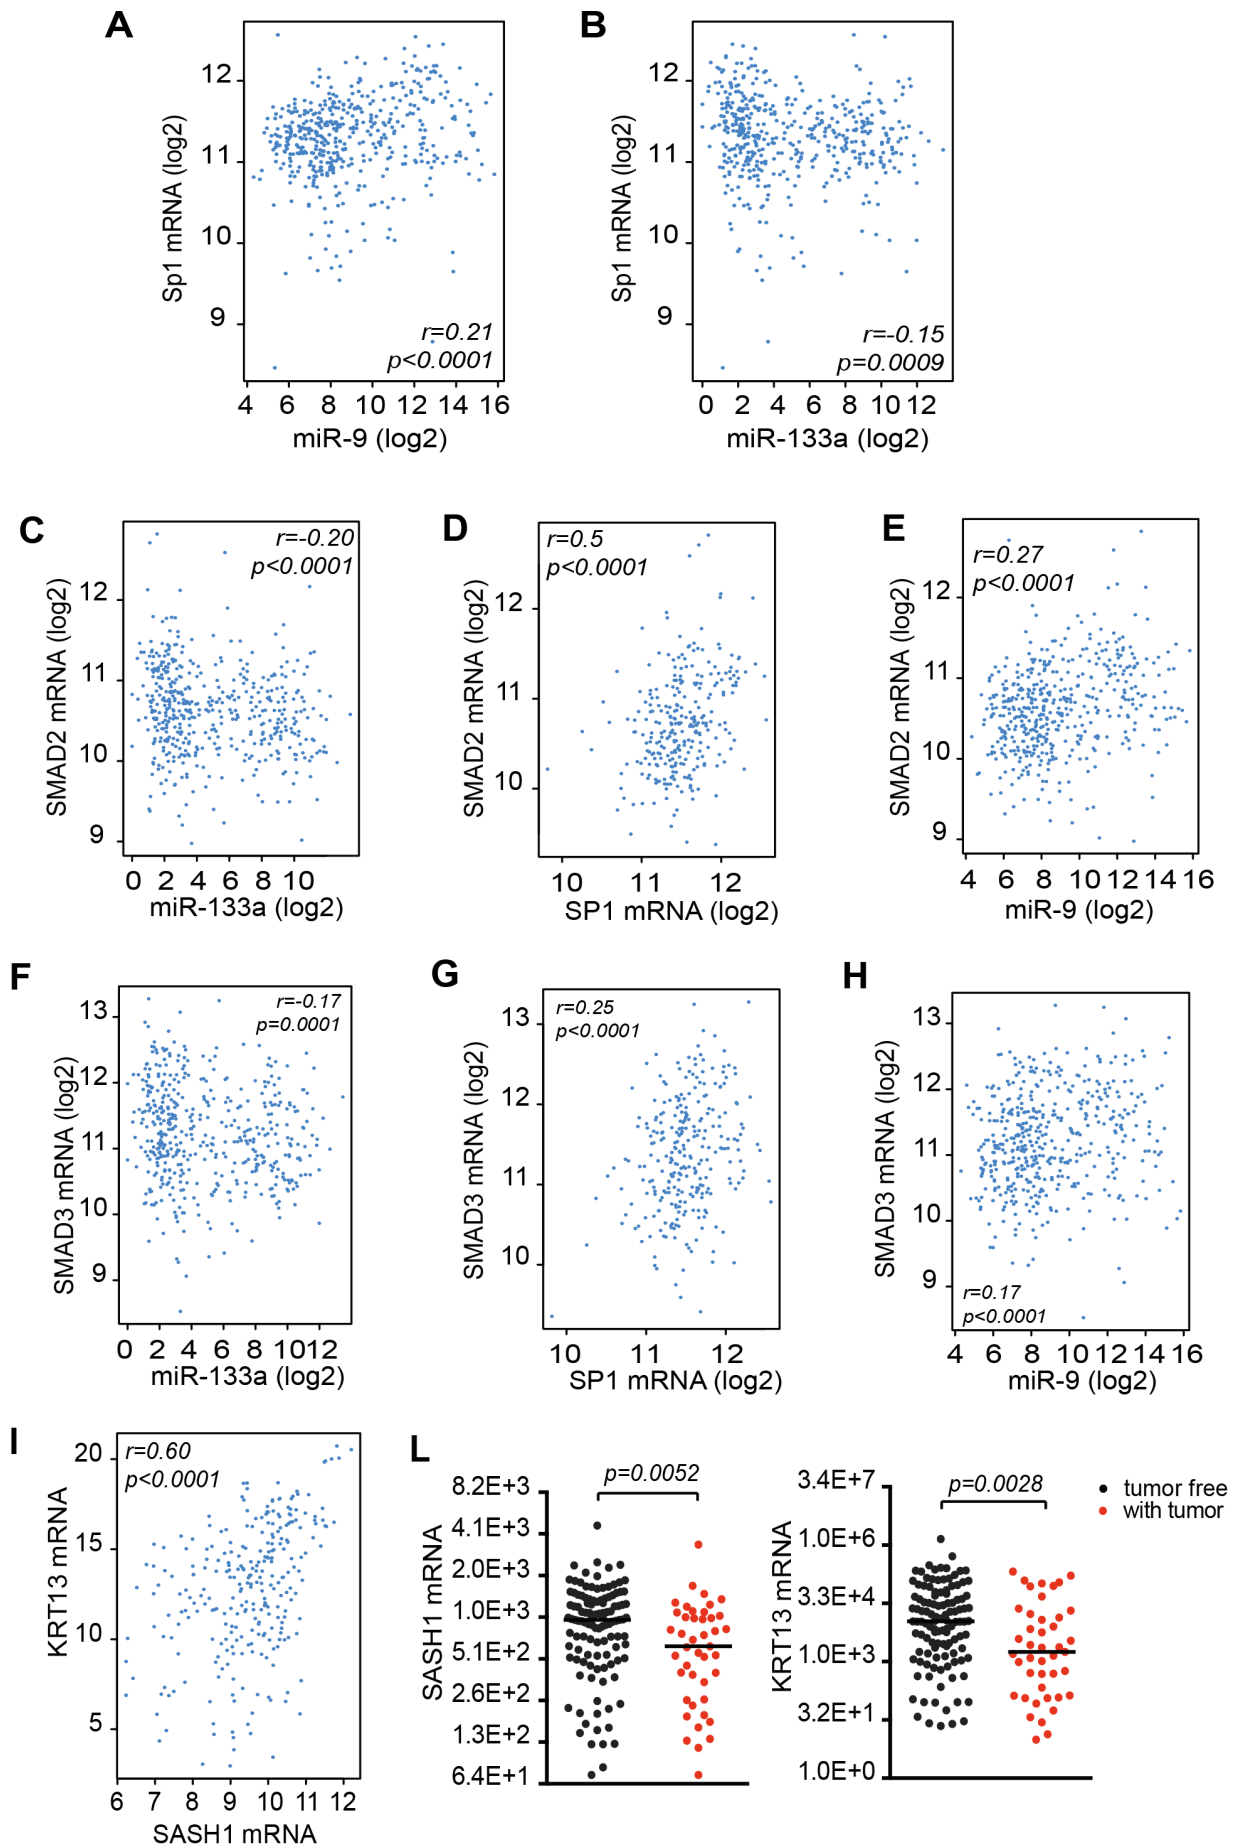 A
B
12
11
10
9
Sp1 mRNA (log2)
r=0.21
p<0.0001
4 6 8 10 12 14 16
miR-9 (log2)
12
11
10
9
Sp1 mRNA (log2)
r=-0.15
p=0.0009
0 2 4 6 8 10 12
miR-133a (log2)
C
D
E
12
11
10
9
SMAD2 mRNA (log2)
r=-0.20
p<0.0001
0 2 4 6 8 10
miR-133a (log2)
12
11
10
SMAD2 mRNA (log2)
r=0.5
p<0.0001
10 11 12
SP1 mRNA (log2)
12
11
10
9
SMAD2 mRNA (log2)
r=0.27
p<0.0001
4 6 8 10 12 14 16
miR-9 (log2)
F
G
H
13
12
11
10
9
SMAD3 mRNA (log2)
r=-0.17
p=0.0001
0 2 4 6 8 10 12
miR-133a (log2)
13
12
11
10
SMAD3 mRNA (log2)
r=0.25
p<0.0001
10 11 12
SP1 mRNA (log2)
13
12
11
10
9
SMAD3 mRNA (log2)
r=0.17
p<0.0001
4 6 8 10 12 14 16
miR-9 (log2)
I
L
20
15
10
5
KRT13 mRNA
r=0.60
p<0.0001
6 7 8 9 10 11 12
SASH1 mRNA
8.2E+3
4.1E+3
2.0E+3
1.0E+3
5.1E+2
2.6E+2
1.3E+2
6.4E+1
SASH1 mRNA
p=0.0052
3.4E+7
1.0E+6
3.3E+4
1.0E+3
3.2E+1
1.0E+0
KRT13 mRNA
p=0.0028
tumor free
with tumor